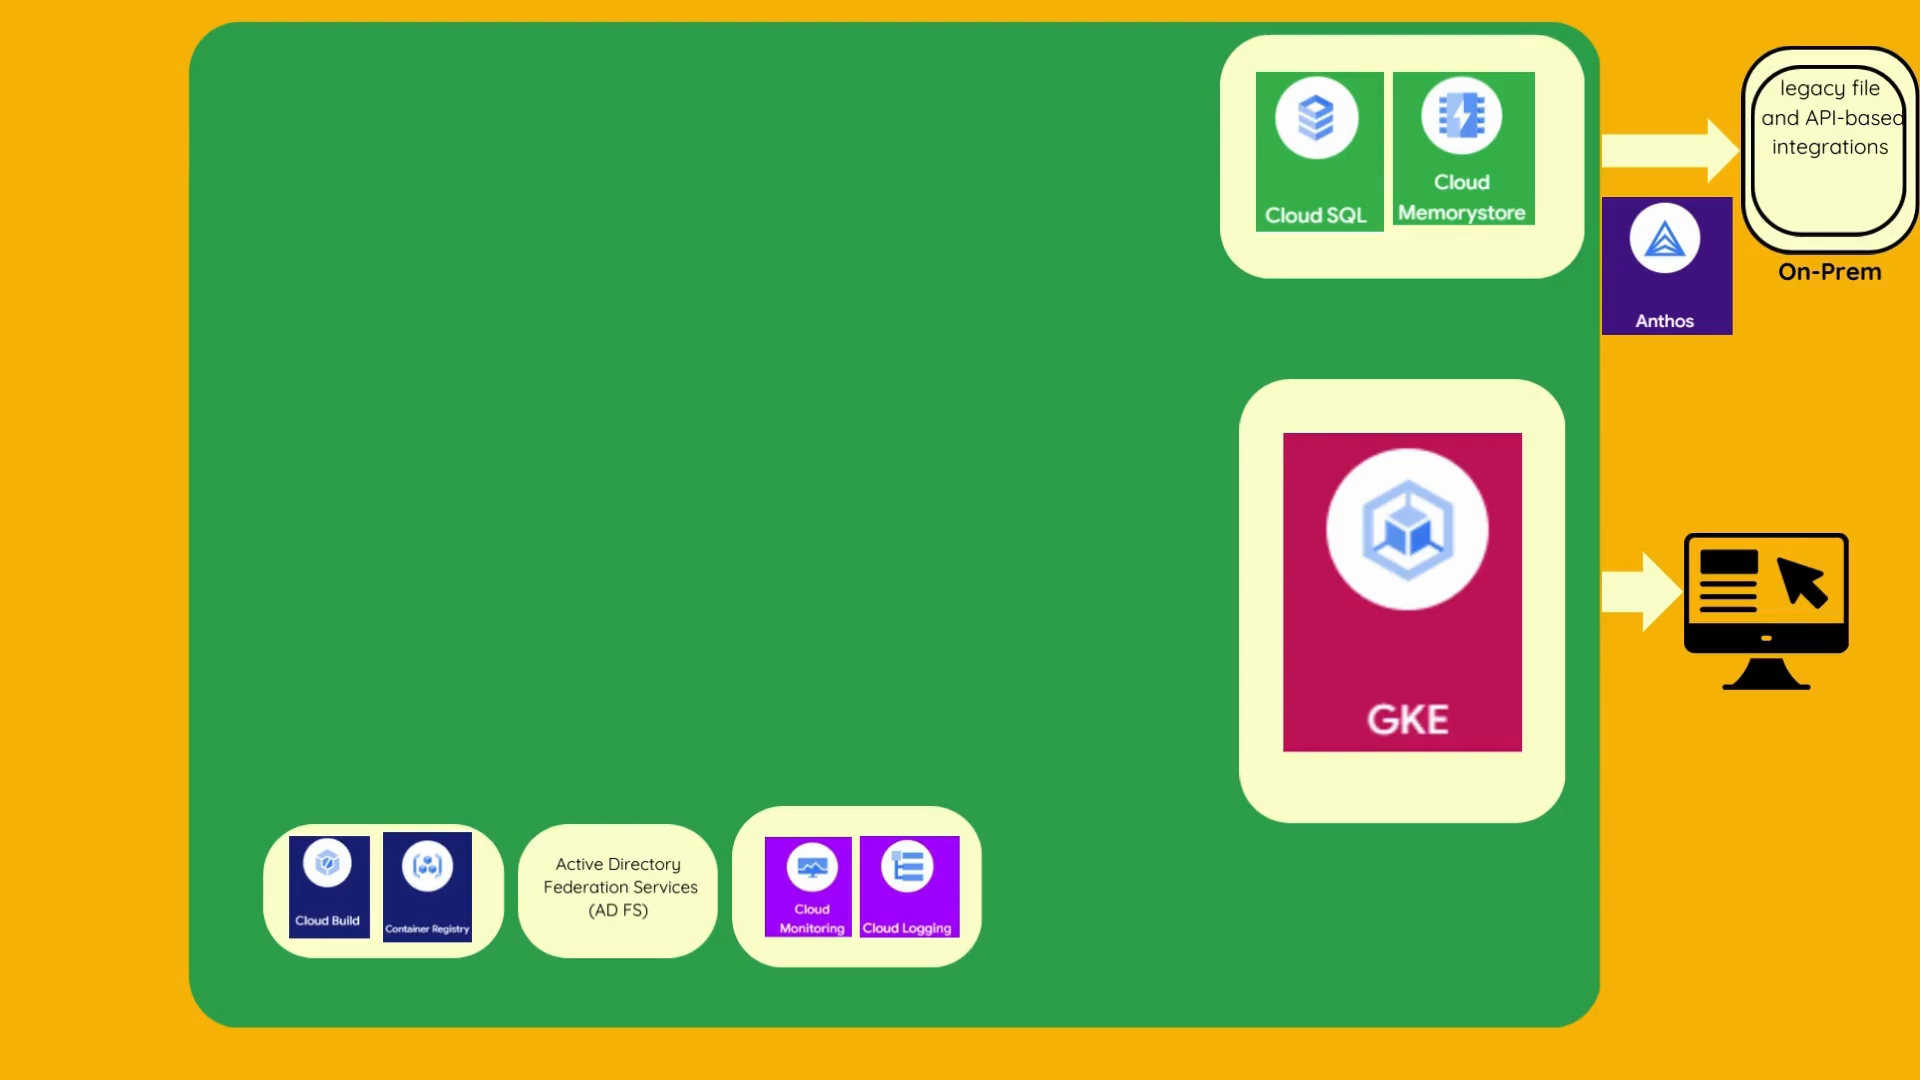 Cloud SQL
Cloud
Memorystore
legacy file
and API-based
integrations
On-Prem
Anthos
GKE
Cloud Build
Container Registry
Active Directory
Federation Services
(AD FS)
Cloud
Monitoring
Cloud Logging